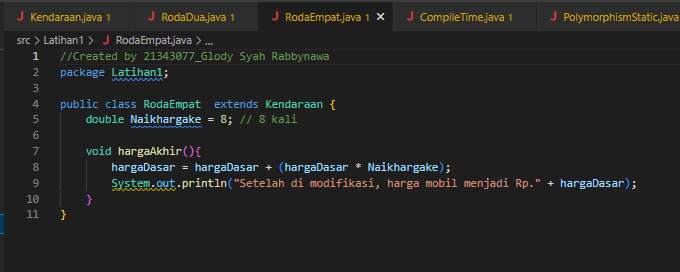 J Kendaraan.java 1 J RodaDua.java 1 J RodaEmpat.java 1 × J CompileTime.java 1 J PolymorphismStatic.java
src > Latihan1 > J RodaEmpat.java > ...
1 //Created by 21343077_Glody Syah Rabbynawa
2 package Latihan1;
3
4 public class RodaEmpat  extends Kendaraan {
5     double Naikhargake = 8; // 8 kali
6
7     void hargaAkhir(){
8         hargaDasar = hargaDasar + (hargaDasar * Naikhargake);
9         System.out.println("Setelah di modifikasi, harga mobil menjadi Rp." + hargaDasar);
10     }
11 }